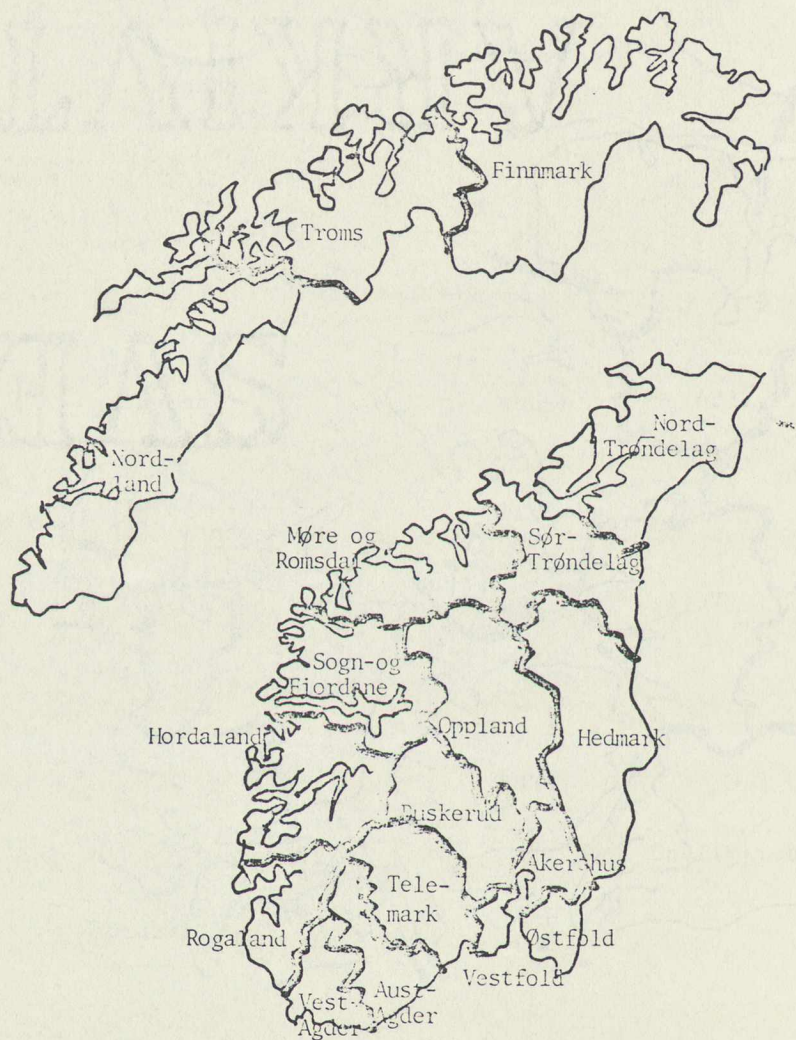 Finnmark
Troms
Nord-
Trøndelag
Nord-
land
Møre og
Romsdal
Sør-
Trøndelag
Sogn-og
Fjordane
Hordaland
Oppland
Hedmark
Buskerud
Akershus
Tele-
mark
Rogaland
Østfold
Vestfold
Vest-
Agder
Aust-
Agder